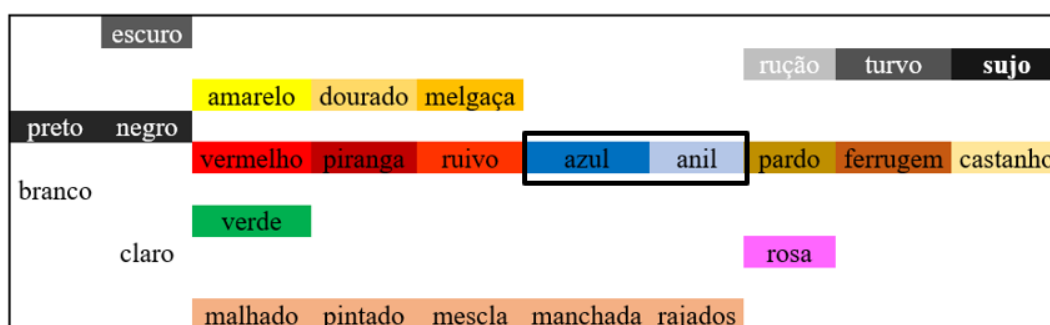 escuro
rução turvo sujo
amarelo dourado melgaça
preto negro
vermelho piranga ruivo azul anil pardo ferrugem castanho
branco
verde
claro rosa
malhado pintado mescla manchada rajados